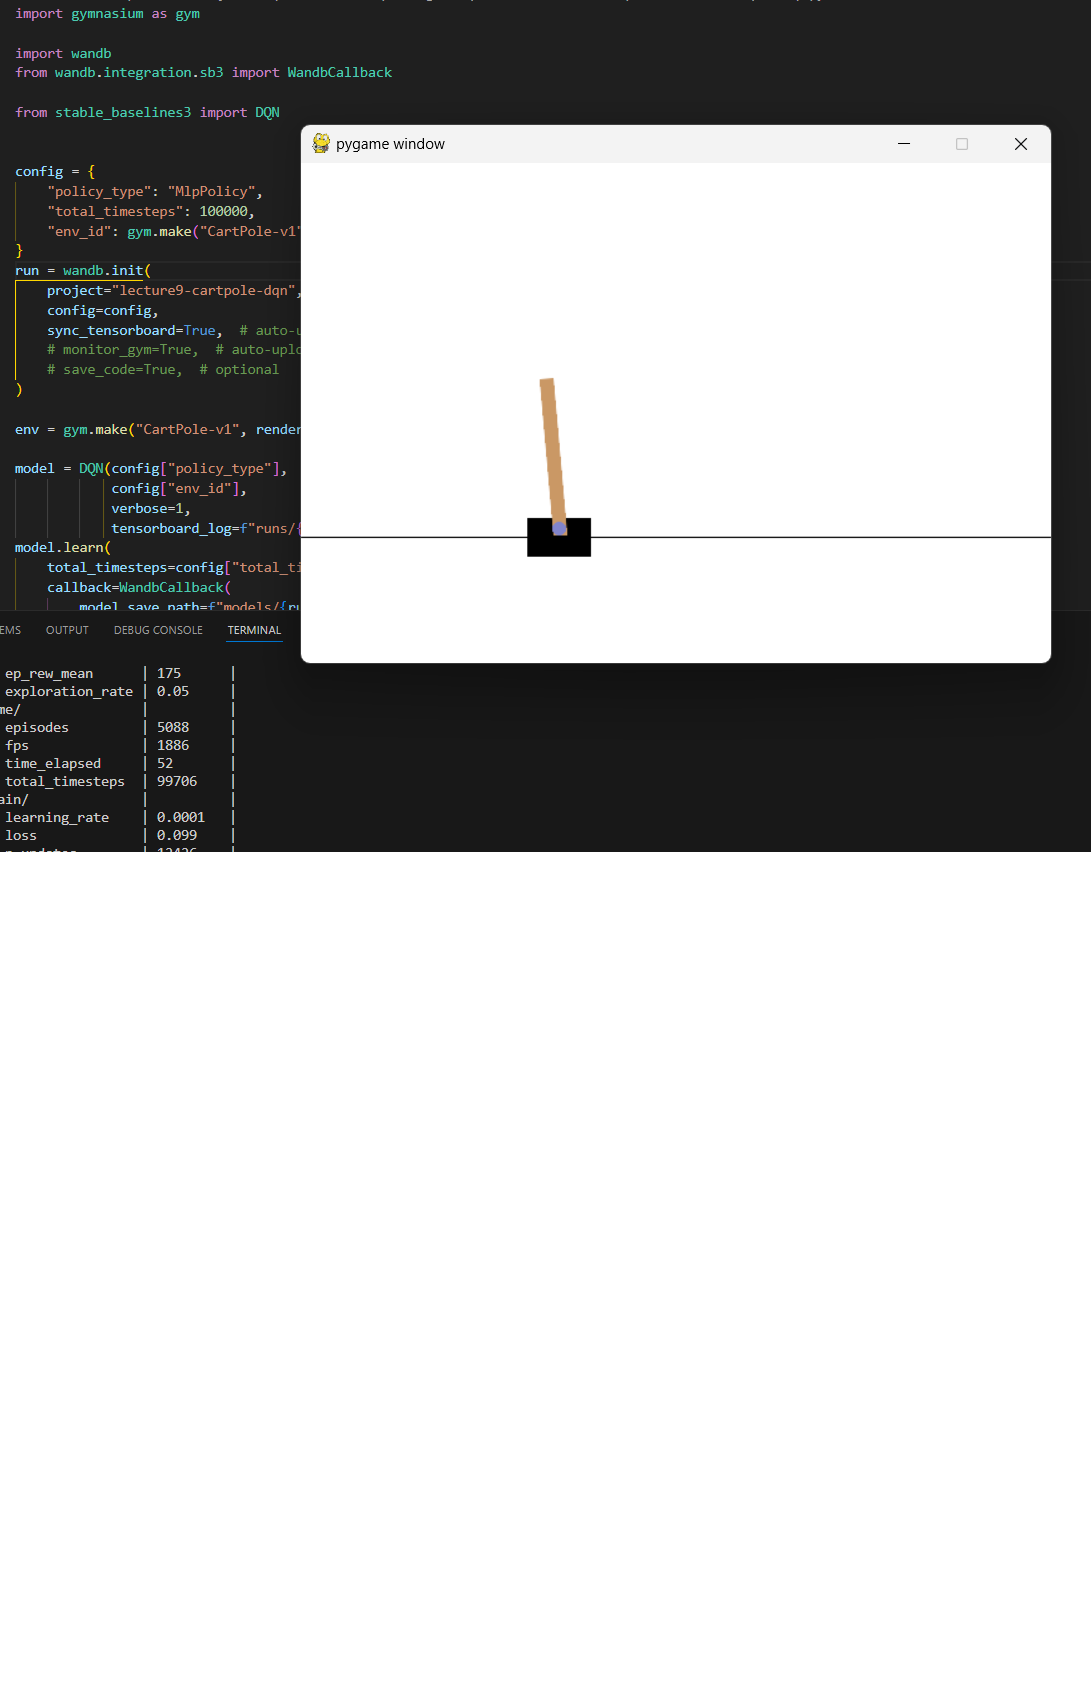 import gymnasium as gym
import wandb
from wandb.integration.sb3 import WandbCallback
from stable_baselines3 import DQN
config = {
"policy_type": "MlpPolicy",
"total_timesteps": 100000,
"env_id": gym.make("CartPole-v1"
}
run = wandb.init(
project="lecture9-cartpole-dqn",
config=config,
sync_tensorboard=True, # auto-u
# monitor_gym=True, # auto-uplo
# save_code=True, # optional
)
env = gym.make("CartPole-v1", render
model = DQN(config["policy_type"],
config["env_id"],
verbose=1,
tensorboard_log=f"runs/{
model.learn(
total_timesteps=config["total_ti
callback=WandbCallback(
model_save_path=f"models/{ru
pygame window
EMS OUTPUT DEBUG CONSOLE TERMINAL
ep_rew_mean | 175 |
exploration_rate | 0.05 |
me/ | |
episodes | 5088 |
fps | 1886 |
time_elapsed | 52 |
total_timesteps | 99706 |
ain/ | |
learning_rate | 0.0001 |
loss | 0.099 |